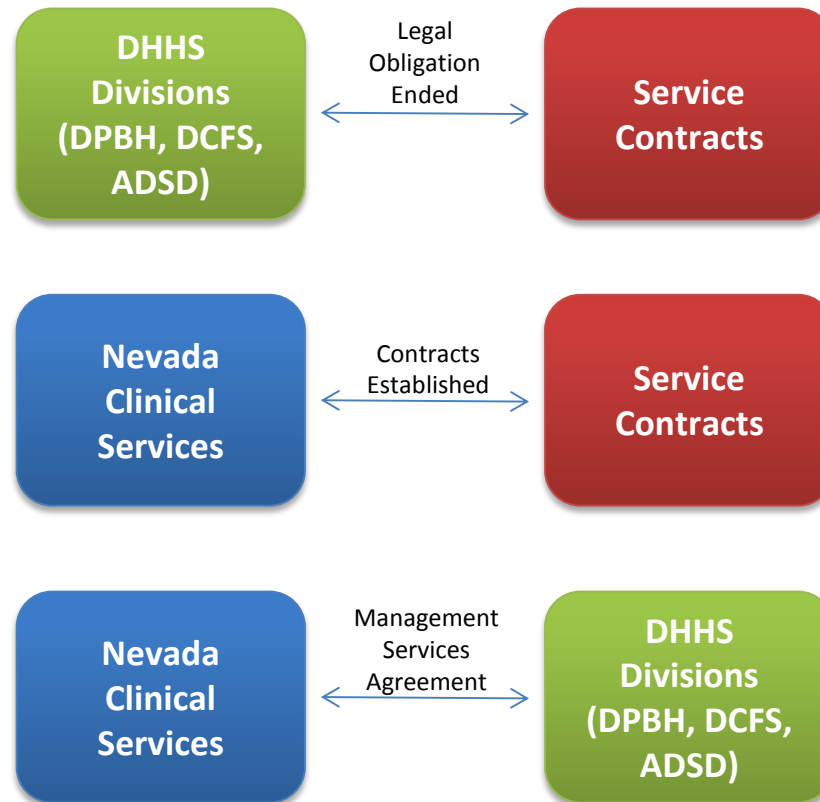 DHHS
Divisions
(DPBH, DCFS,
ADSD)
Legal
Obligation
Ended
Service
Contracts
Nevada
Clinical
Services
Contracts
Established
Service
Contracts
Nevada
Clinical
Services
Management
Services
Agreement
DHHS
Divisions
(DPBH, DCFS,
ADSD)